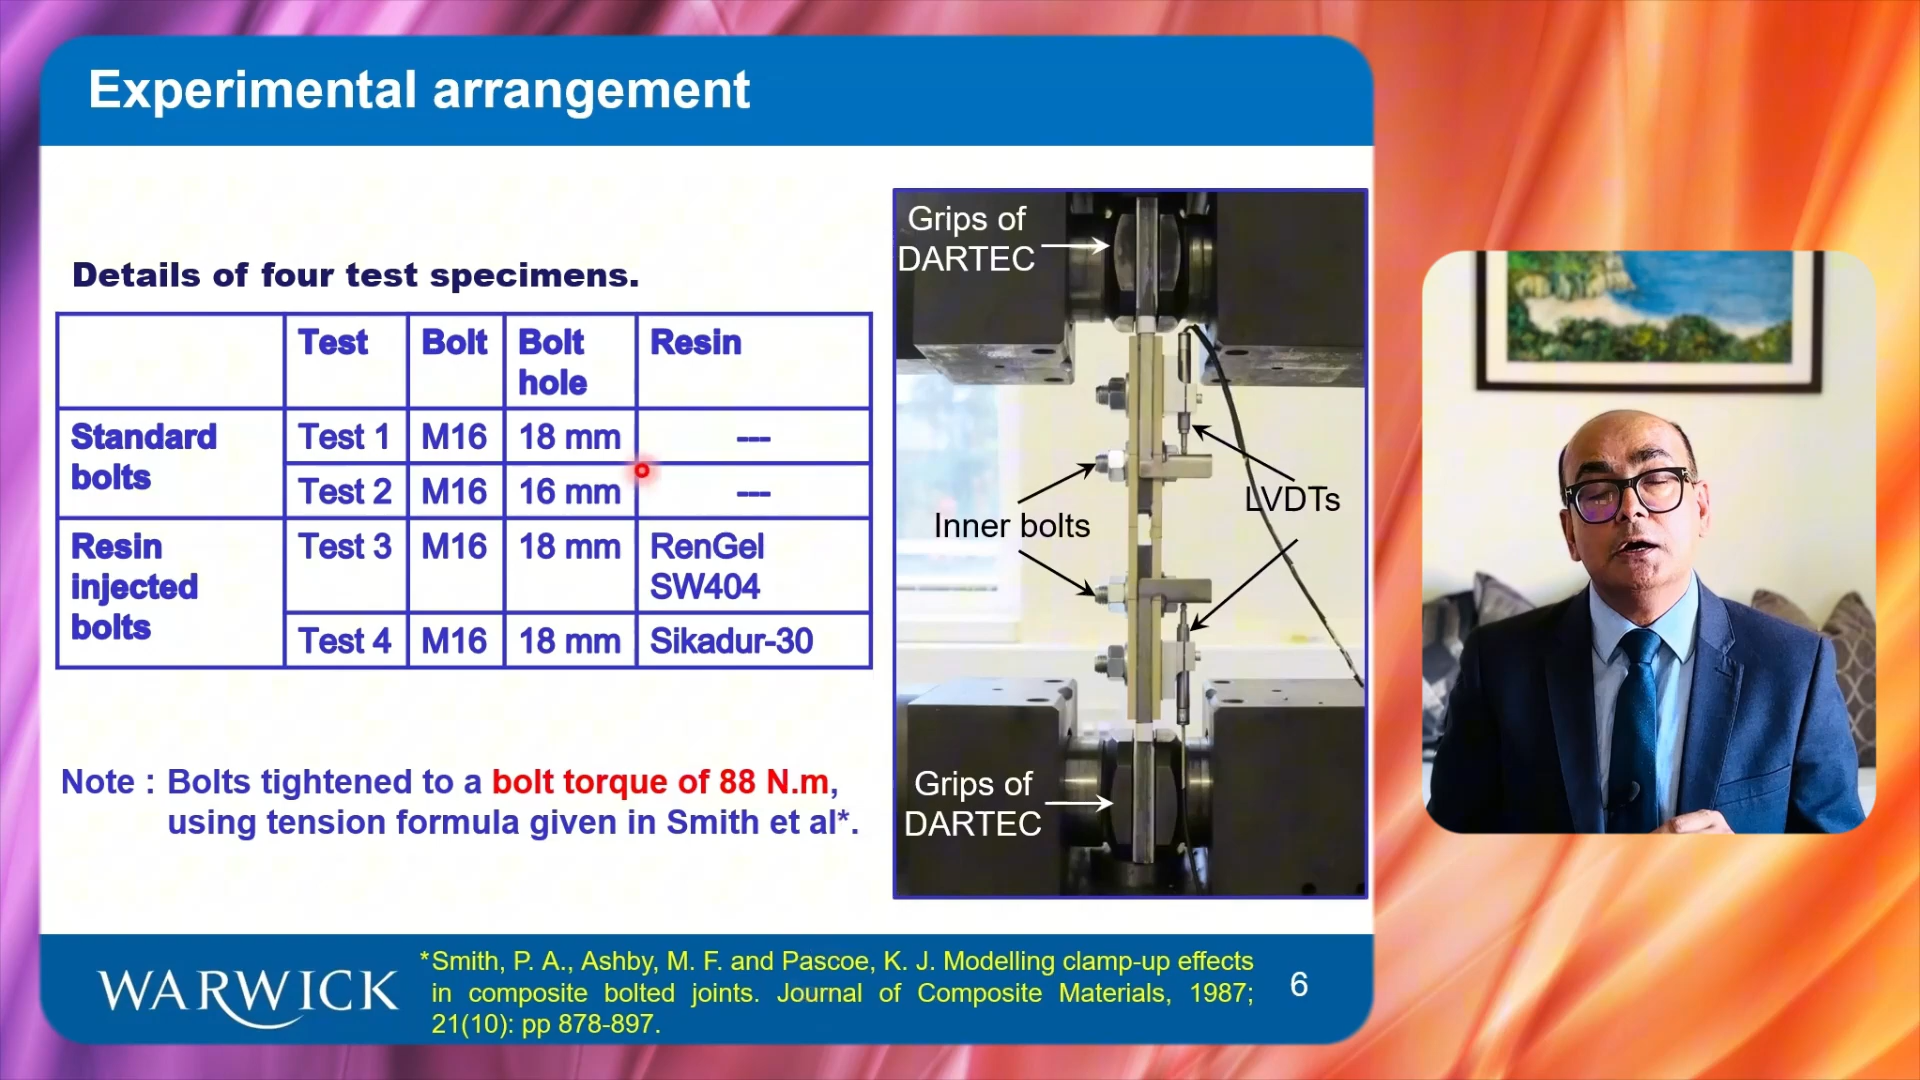 Experimental arrangement
Details of four test specimens.
Test Bolt Bolt hole Resin
Standard bolts Test 1 M16 18 mm ---
Test 2 M16 16 mm ---
Resin injected bolts Test 3 M16 18 mm RenGel SW404
Test 4 M16 18 mm Sikadur-30
Note : Bolts tightened to a bolt torque of 88 N.m,
using tension formula given in Smith et al*.
Grips of
DARTEC
Inner bolts
LVDTs
Grips of
DARTEC
WARWICK
*Smith, P. A., Ashby, M. F. and Pascoe, K. J. Modelling clamp-up effects
in composite bolted joints. Journal of Composite Materials, 1987;
21(10): pp 878-897.
6